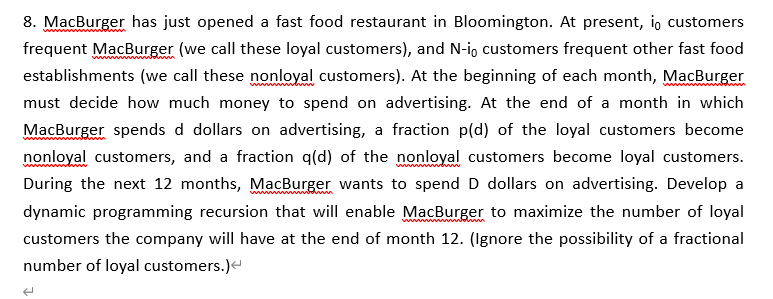 8. MacBurger has just opened a fast food restaurant in Bloomington. At present, i₀ customers
frequent MacBurger (we call these loyal customers), and N-i₀ customers frequent other fast food
establishments (we call these nonloyal customers). At the beginning of each month, MacBurger
must decide how much money to spend on advertising. At the end of a month in which
MacBurger spends d dollars on advertising, a fraction p(d) of the loyal customers become
nonloyal customers, and a fraction q(d) of the nonloyal customers become loyal customers.
During the next 12 months, MacBurger wants to spend D dollars on advertising. Develop a
dynamic programming recursion that will enable MacBurger to maximize the number of loyal
customers the company will have at the end of month 12. (Ignore the possibility of a fractional
number of loyal customers.)